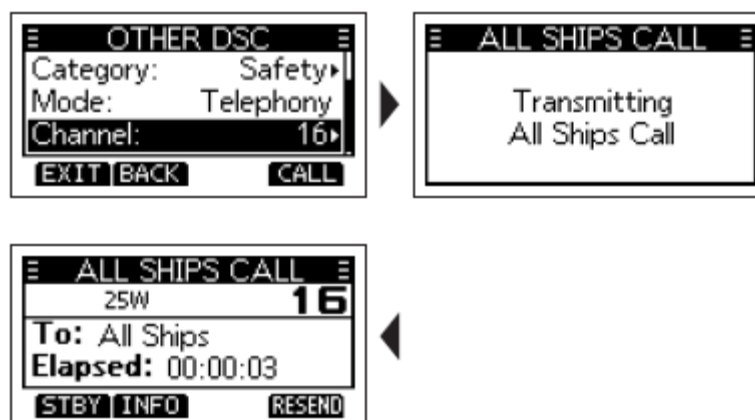 OTHER DSC
Category: Safety
Mode: Telephony
Channel: 16
EXIT BACK CALL
ALL SHIPS CALL
Transmitting
All Ships Call
ALL SHIPS CALL
25W 16
To: All Ships
Elapsed: 00:00:03
STBY INFO RESEND